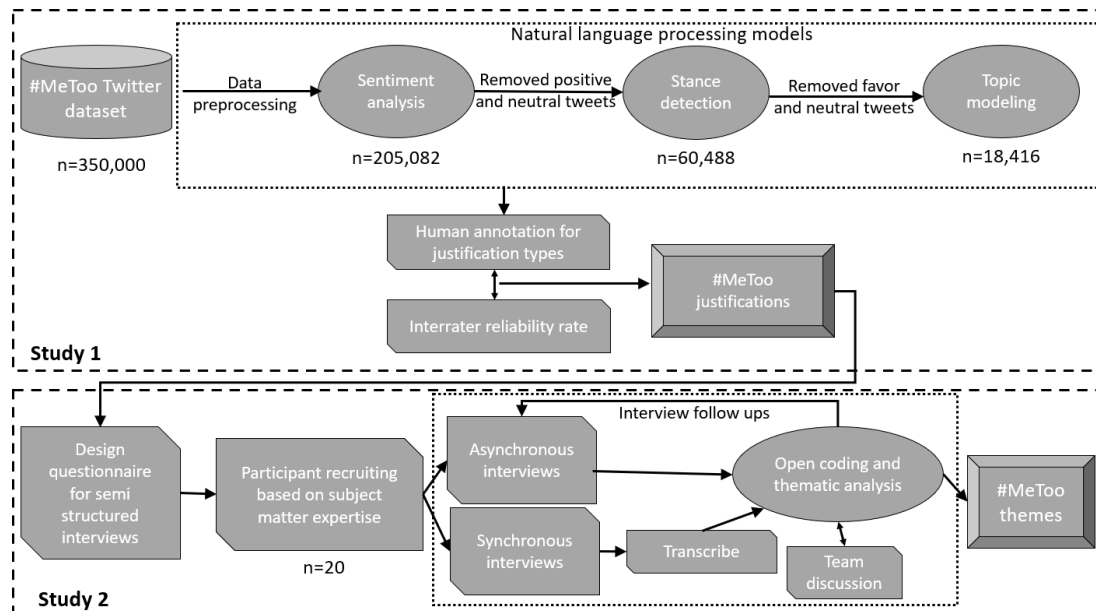 Natural language processing models
#MeToo Twitter
dataset
n=350,000
Data
preprocessing
Sentiment
analysis
n=205,082
Removed positive
and neutral tweets
Stance
detection
n=60,488
Removed favor
and neutral tweets
Topic
modeling
n=18,416
Human annotation for
justification types
Interrater reliability rate
#MeToo
justifications
Study 1
Design
questionnaire
for semi
structured
interviews
Participant recruiting
based on subject
matter expertise
n=20
Interview follow ups
Asynchronous
interviews
Synchronous
interviews
Transcribe
Open coding and
thematic analysis
Team
discussion
#MeToo
themes
Study 2